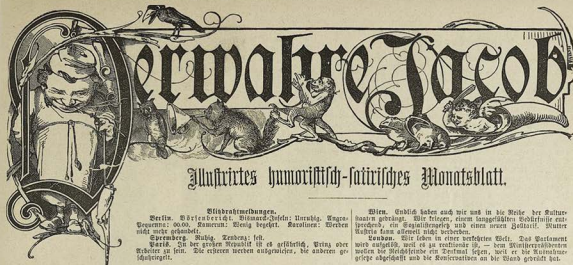 Der wahre Jacob
Illustrirtes humoristisch-satirisches Monatsblatt.
Blitzdrahtmeldungen.
Berlin. Börsenbericht. Bismarck-Inseln: Unruhig. Angra-
Pequenna: 00.00. Kamerun: Wenig begehrt. Karolinen: Werden
nicht mehr gehandelt.
Spremberg. Ruhig. Tendenz: fest.
Paris. In der großen Republik ist es gefährlich, Prinz oder
Arbeiter zu sein. Die ersteren werden ausgewiesen, die anderen ge-
schuhriegelt.
Wien. Endlich haben auch wir uns in die Reihe der Kultur-
staaten gedrängt. Wir kriegen, einem langgefühlten Bedürfnisse ent-
sprechend, ein Sozialistengesetz und einen neuen Zolltarif. Mutter
Austria kann alleweil nicht verderben.
London. Wir leben in einer verkehrten Welt. Das Parlament
wird aufgelöst, weil es zu reaktionär ist, — dem Ministerpräsidenten
wollen die Reichsfeinde ein Denkmal setzen, weil er die Ausnahme-
gesetze abgeschafft und die Konservativen an die Wand gedrückt hat.